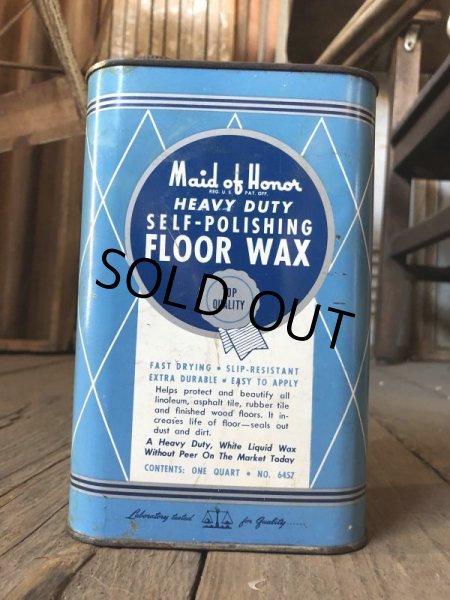 Maid of Honor
REG. U.S. PAT. OFF.
HEAVY DUTY
SELF-POLISHING
FLOOR WAX
TOP
QUALITY
SOLD OUT
FAST DRYING • SLIP-RESISTANT
EXTRA DURABLE • EASY TO APPLY
Helps protect and beautify all
linoleum, asphalt tile, rubber tile
and finished wood floors. It in-
creases life of floor—seals out
dust and dirt.
A Heavy Duty, White Liquid Wax
Without Peer On The Market Today
CONTENTS: ONE QUART • NO. 6457
Laboratory tested for Quality......